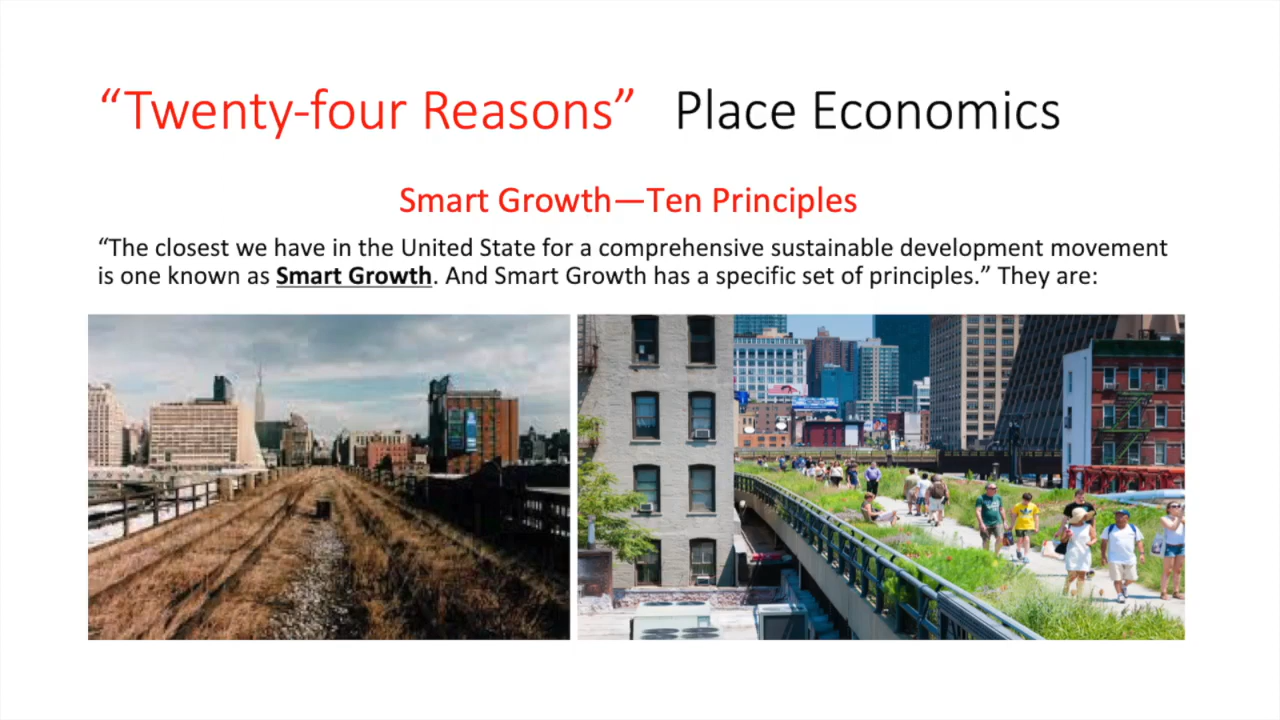 “Twenty-four Reasons” Place Economics
Smart Growth—Ten Principles
“The closest we have in the United State for a comprehensive sustainable development movement
is one known as Smart Growth. And Smart Growth has a specific set of principles.” They are: